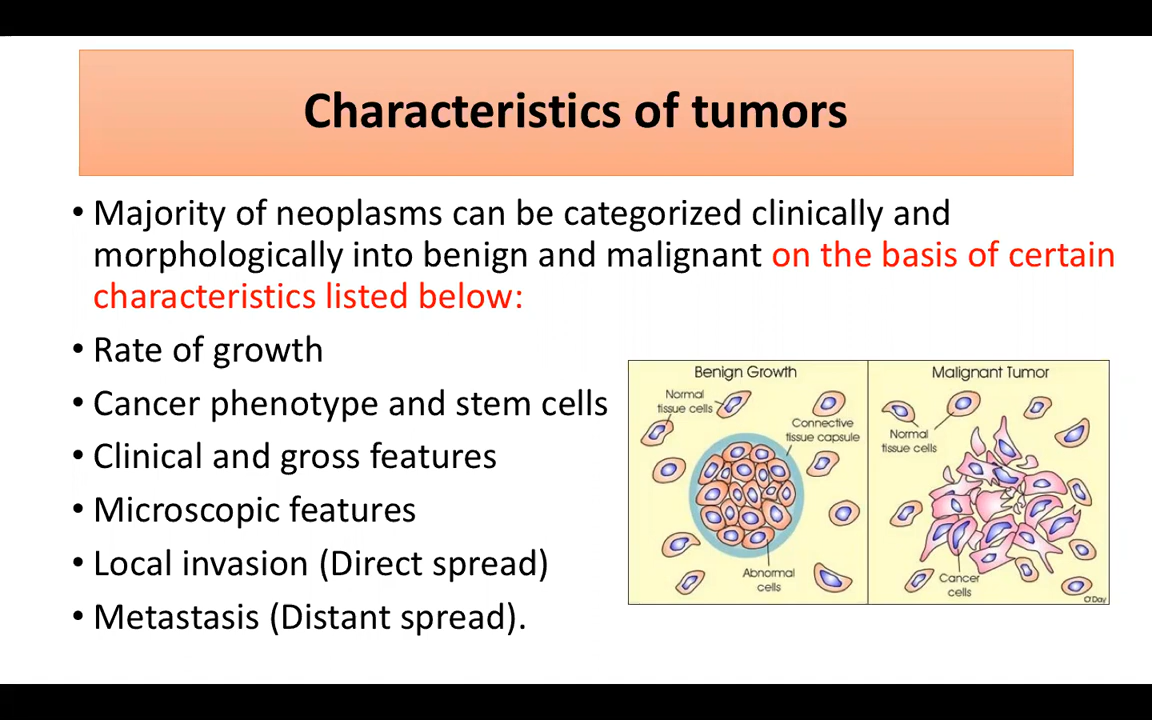 Characteristics of tumors
• Majority of neoplasms can be categorized clinically and
morphologically into benign and malignant on the basis of certain
characteristics listed below:
• Rate of growth
• Cancer phenotype and stem cells
• Clinical and gross features
• Microscopic features
• Local invasion (Direct spread)
• Metastasis (Distant spread).
Benign Growth
Normal
tissue cells
Connective
tissue capsule
Abnormal
cells
Malignant Tumor
Normal
tissue cells
Cancer
cells
O'Day